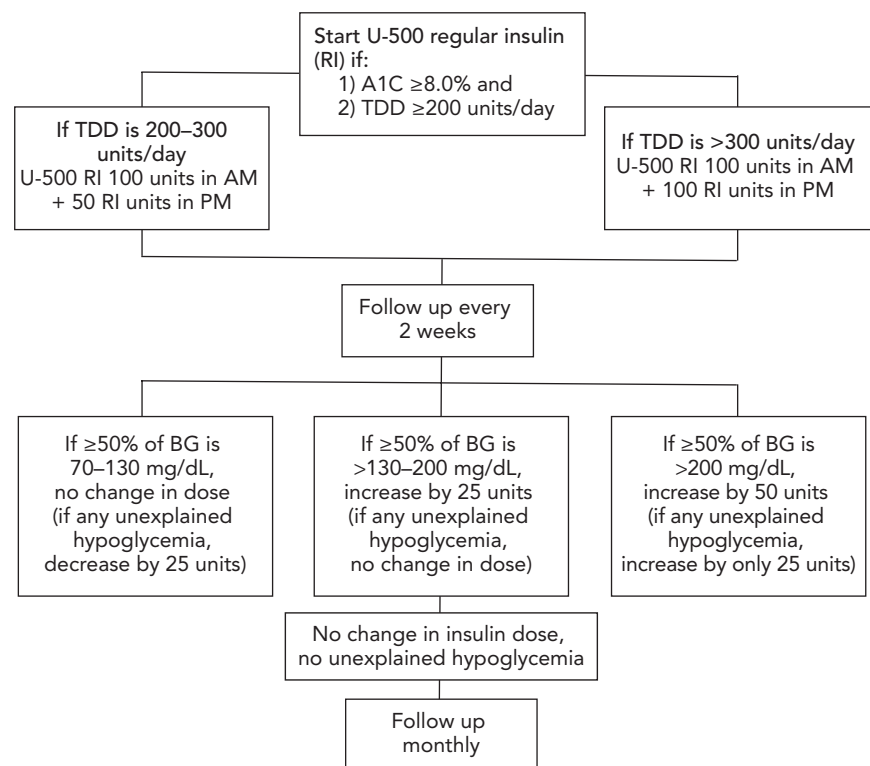 Start U-500 regular insulin
(RI) if:
1) A1C ≥8.0% and
2) TDD ≥200 units/day
If TDD is 200–300
units/day
U-500 RI 100 units in AM
+ 50 RI units in PM
If TDD is >300 units/day
U-500 RI 100 units in AM
+ 100 RI units in PM
Follow up every
2 weeks
If ≥50% of BG is
70–130 mg/dL,
no change in dose
(if any unexplained
hypoglycemia,
decrease by 25 units)
If ≥50% of BG is
>130–200 mg/dL,
increase by 25 units
(if any unexplained
hypoglycemia,
no change in dose)
If ≥50% of BG is
>200 mg/dL,
increase by 50 units
(if any unexplained
hypoglycemia,
increase by only 25 units)
No change in insulin dose,
no unexplained hypoglycemia
Follow up
monthly